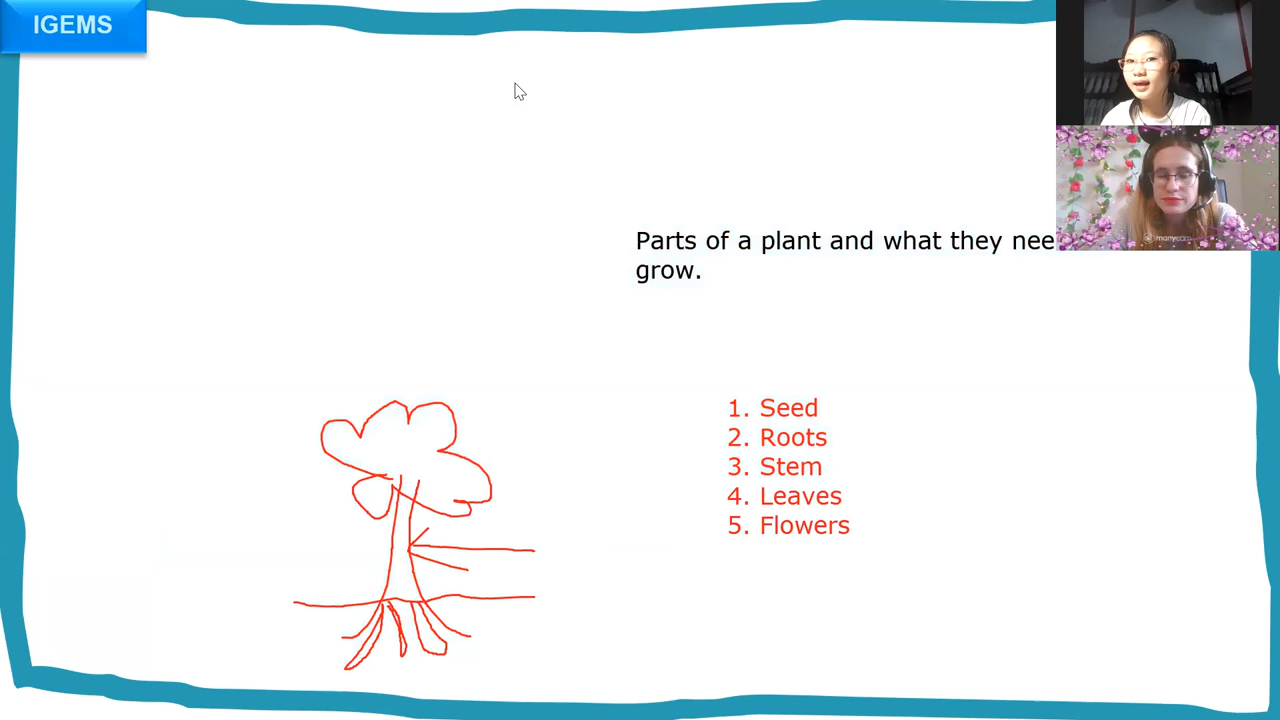 IGEMS
Parts of a plant and what they nee
grow.
1. Seed
2. Roots
3. Stem
4. Leaves
5. Flowers
manycam